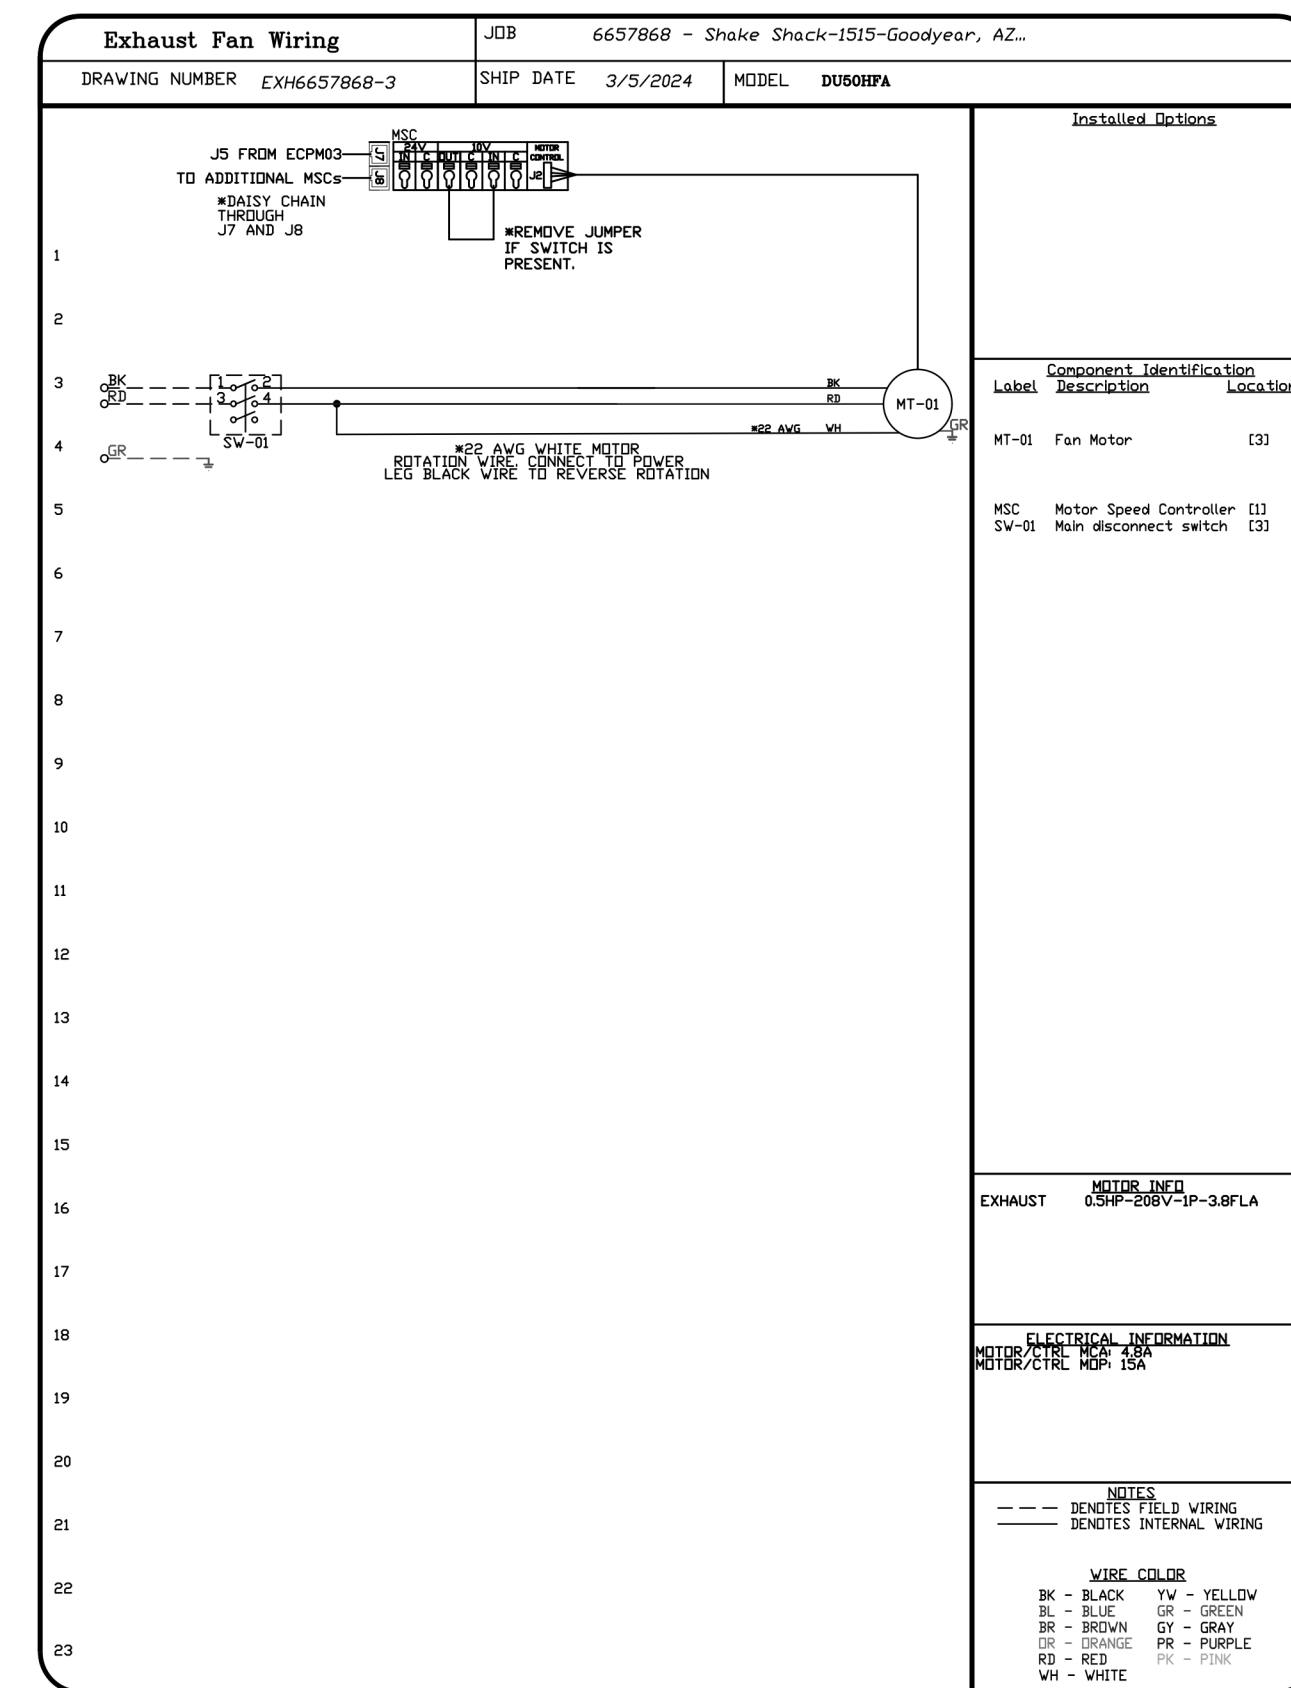 Exhaust Fan Wiring
JOB 6657868 - Shake Shack-1515-Goodyear, AZ...
DRAWING NUMBER EXH6657868-3
SHIP DATE 3/5/2024
MODEL DU50HFA
MSC
24V 10V MOTOR
IN C OUT C IN C CONTROL
J2
J7
J8
J5 FROM ECPM03
TO ADDITIONAL MSCs
*DAISY CHAIN
THROUGH
J7 AND J8
*REMOVE JUMPER
IF SWITCH IS
PRESENT.
BK 1 2 BK
RD 3 4 RD
MT-01
*22 AWG WH
GR
SW-01
GR
*22 AWG WHITE MOTOR
ROTATION WIRE. CONNECT TO POWER
LEG BLACK WIRE TO REVERSE ROTATION
1
2
3
4
5
6
7
8
9
10
11
12
13
14
15
16
17
18
19
20
21
22
23
Installed Options
Component Identification
Label Description Location
MT-01 Fan Motor [3]
MSC Motor Speed Controller [1]
SW-01 Main disconnect switch [3]
MOTOR INFO
EXHAUST 0.5HP-208V-1P-3.8FLA
ELECTRICAL INFORMATION
MOTOR/CTRL MCA: 4.8A
MOTOR/CTRL MOP: 15A
NOTES
DENOTES FIELD WIRING
DENOTES INTERNAL WIRING
WIRE COLOR
BK - BLACK YW - YELLOW
BL - BLUE GR - GREEN
BR - BROWN GY - GRAY
OR - ORANGE PR - PURPLE
RD - RED PK - PINK
WH - WHITE